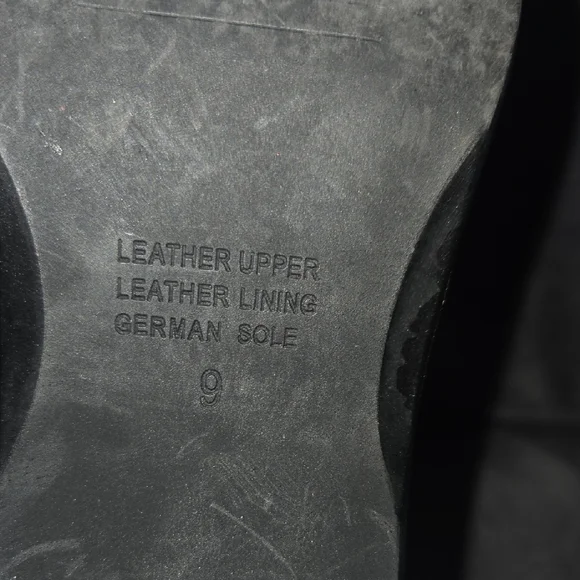 LEATHER UPPER
LEATHER LINING
GERMAN SOLE
9